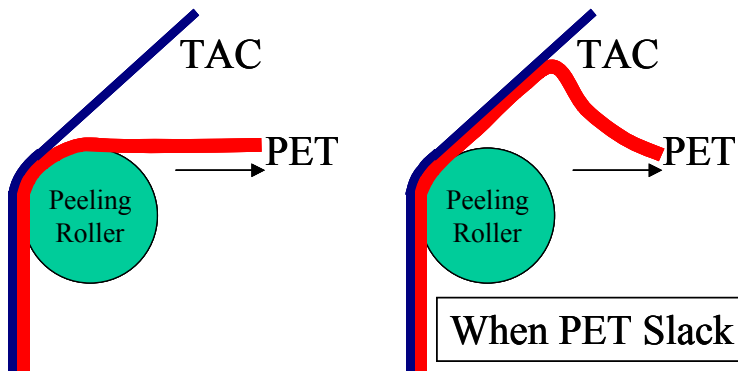 TAC
PET
Peeling
Roller
TAC
PET
Peeling
Roller
When PET Slack